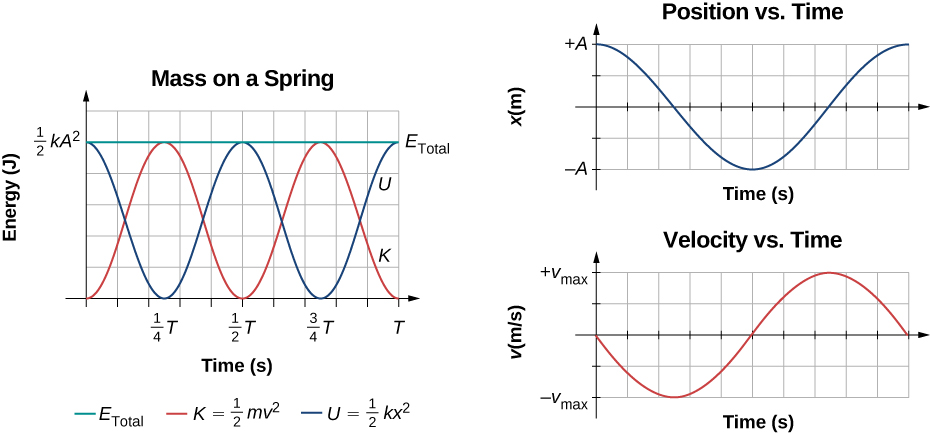 Mass on a Spring
Energy (J)
1/2 kA²
E_Total
U
K
1/4 T
1/2 T
3/4 T
T
Time (s)
E_Total
K = 1/2 mv²
U = 1/2 kx²
Position vs. Time
x(m)
+A
–A
Time (s)
Velocity vs. Time
v(m/s)
+v_max
–v_max
Time (s)